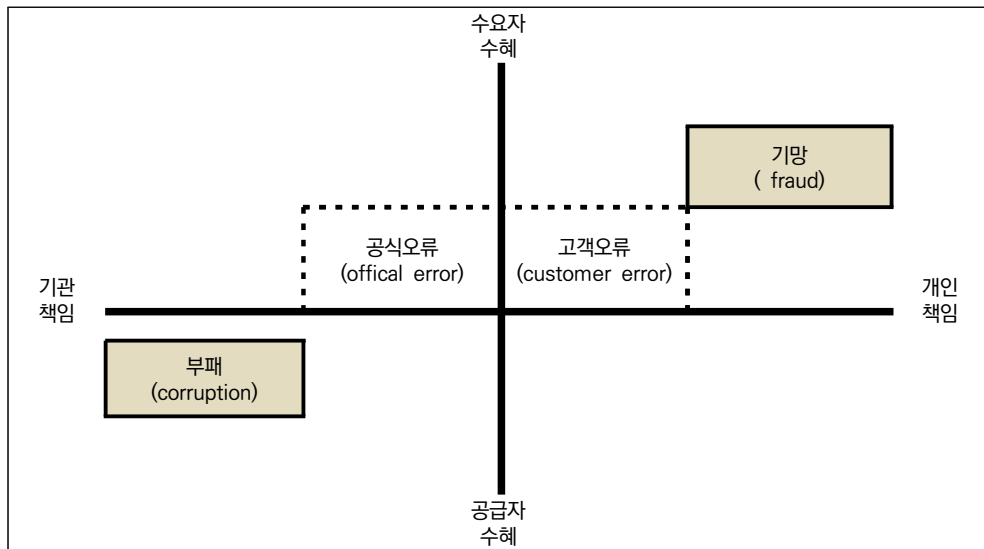 수요자
수혜
기망
( fraud)
공식오류
(offical error)
고객오류
(customer error)
기관
책임
개인
책임
부패
(corruption)
공급자
수혜